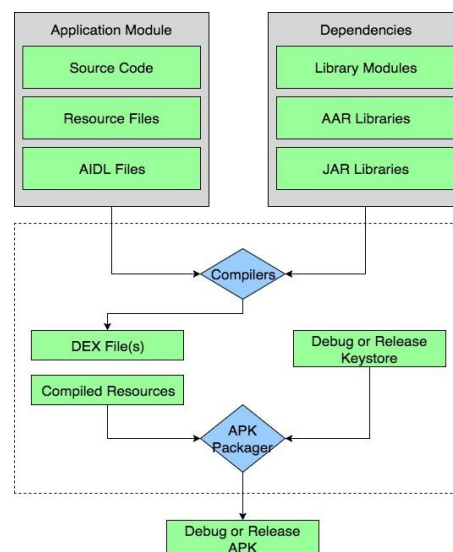 Application Module
Source Code
Resource Files
AIDL Files
Dependencies
Library Modules
AAR Libraries
JAR Libraries
Compilers
DEX File(s)
Compiled Resources
Debug or Release
Keystore
APK
Packager
Debug or Release
APK